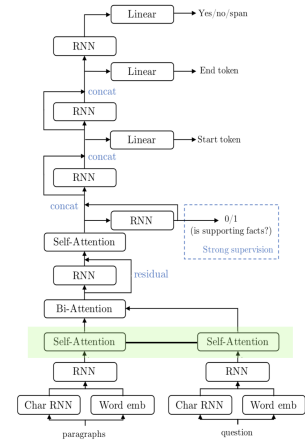 Linear Yes/no/span
RNN
Linear End token
concat
RNN
Linear Start token
concat
RNN
concat
RNN 0/1
(is supporting facts?)
Self-Attention Strong supervision
residual
RNN
Bi-Attention
Self-Attention Self-Attention
RNN RNN
Char RNN Word emb Char RNN Word emb
paragraphs question